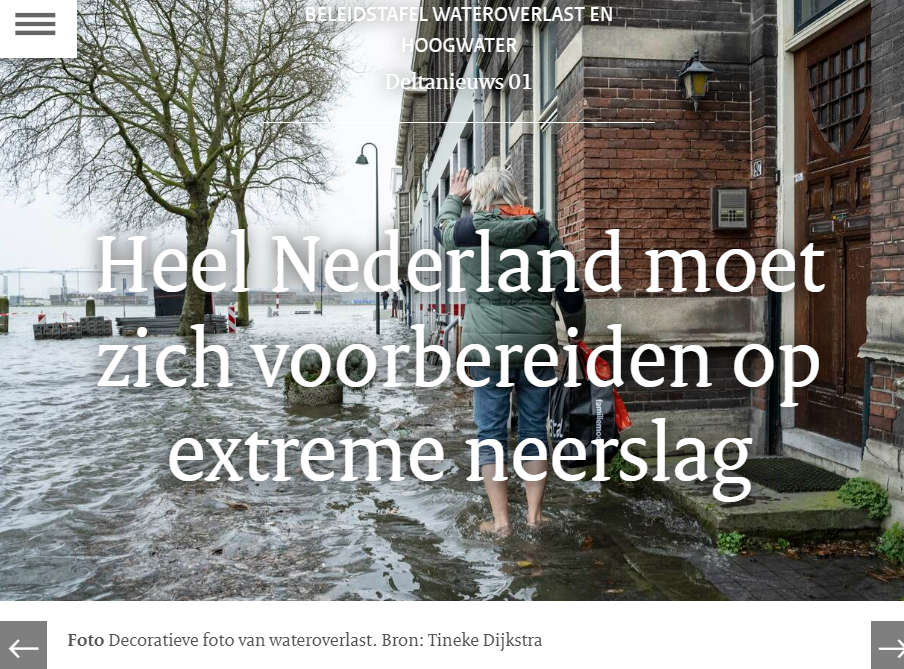 BELEIDSTAFEL WATEROVERLAST EN
HOOGWATER
Deltanieuws 01
Heel Nederland moet
zich voorbereiden op
extreme neerslag
Foto Decoratieve foto van wateroverlast. Bron: Tineke Dijkstra